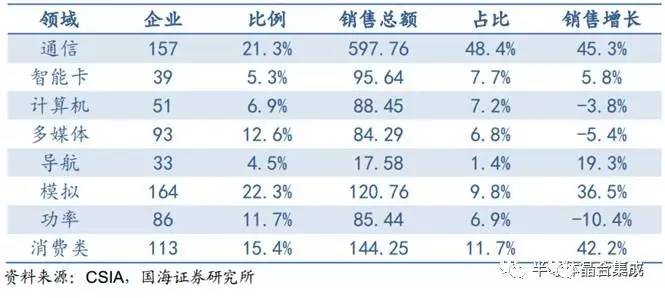 领域 企业 比例 销售总额 占比 销售增长
通信 157 21.3% 597.76 48.4% 45.3%
智能卡 39 5.3% 95.64 7.7% 5.8%
计算机 51 6.9% 88.45 7.2% -3.8%
多媒体 93 12.6% 84.29 6.8% -5.4%
导航 33 4.5% 17.58 1.4% 19.3%
模拟 164 22.3% 120.76 9.8% 36.5%
功率 86 11.7% 85.44 6.9% -10.4%
消费类 113 15.4% 144.25 11.7% 42.2%
资料来源：CSIA，国海证券研究所
半导体晶合集成